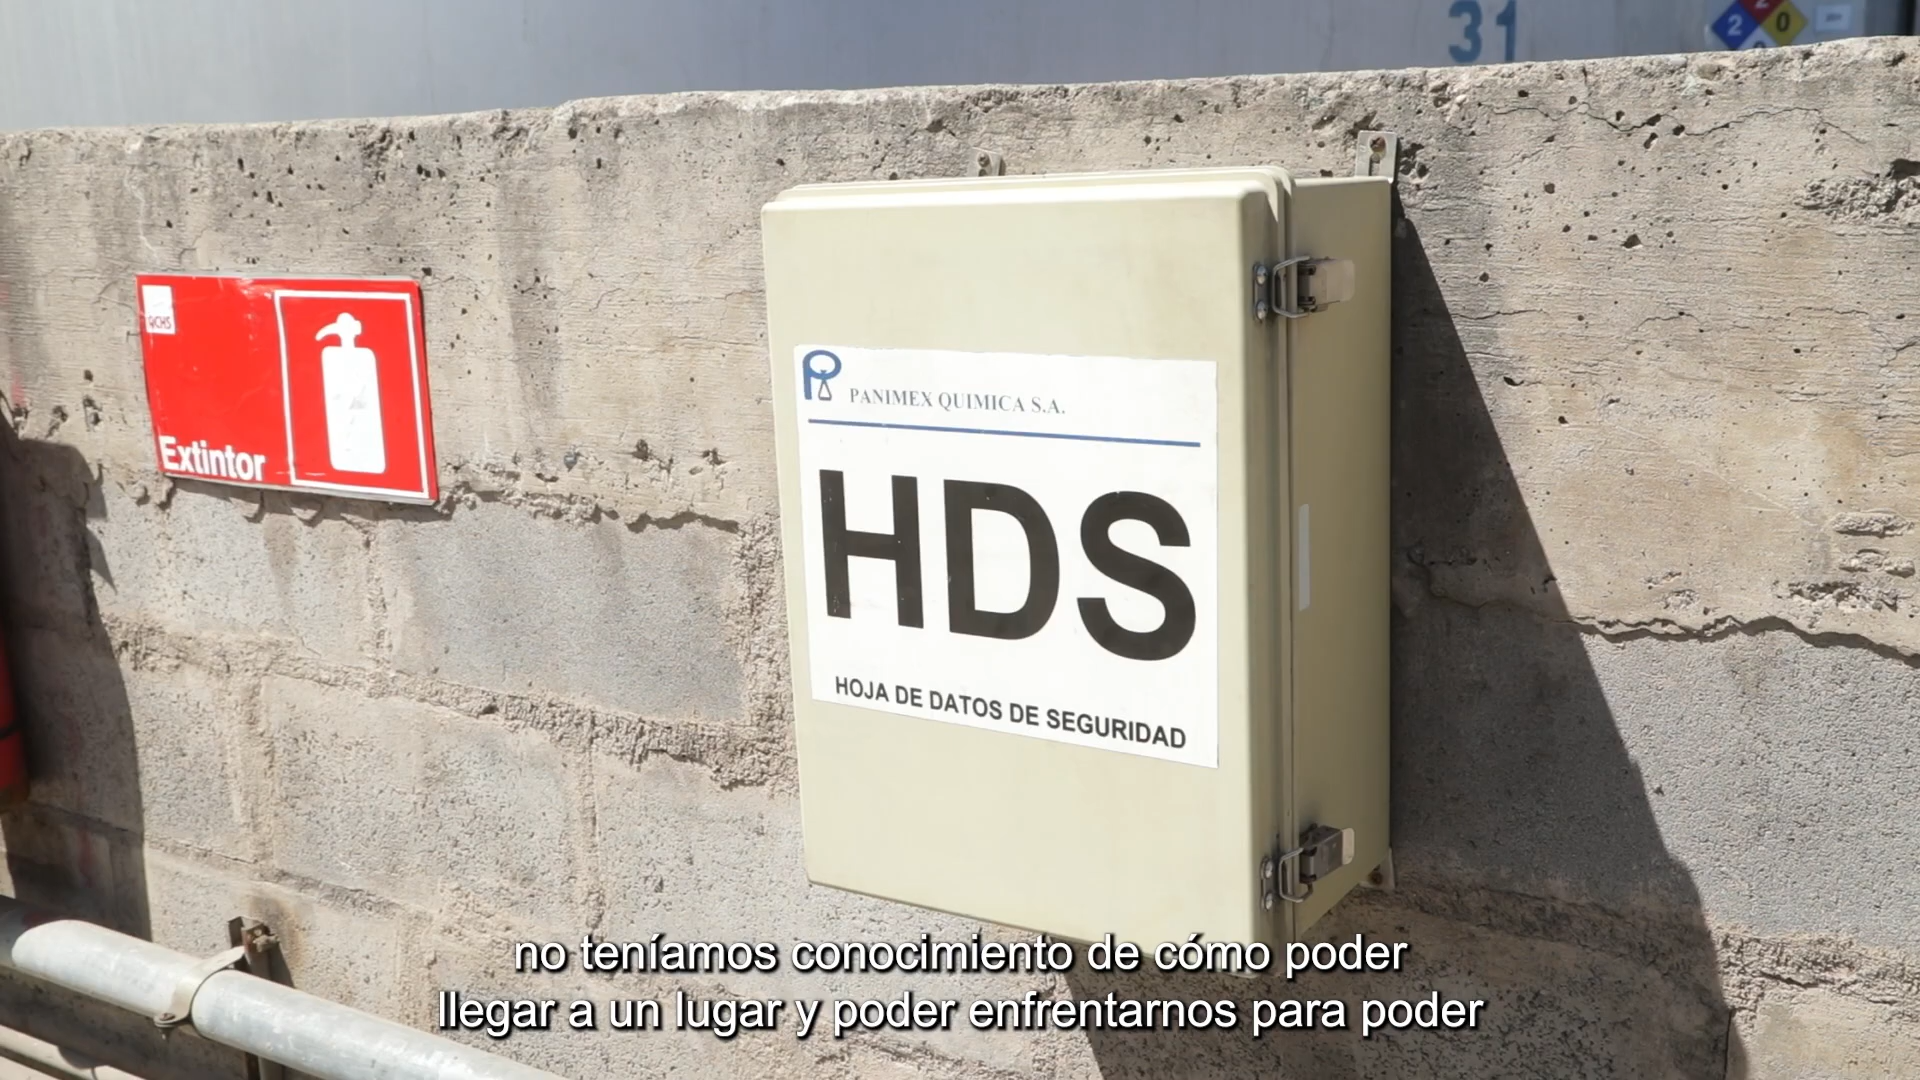 31
2
2
0
QCHS
Extintor
PANIMEX QUIMICA S.A.
HDS
HOJA DE DATOS DE SEGURIDAD
no teníamos conocimiento de cómo poder
llegar a un lugar y poder enfrentarnos para poder